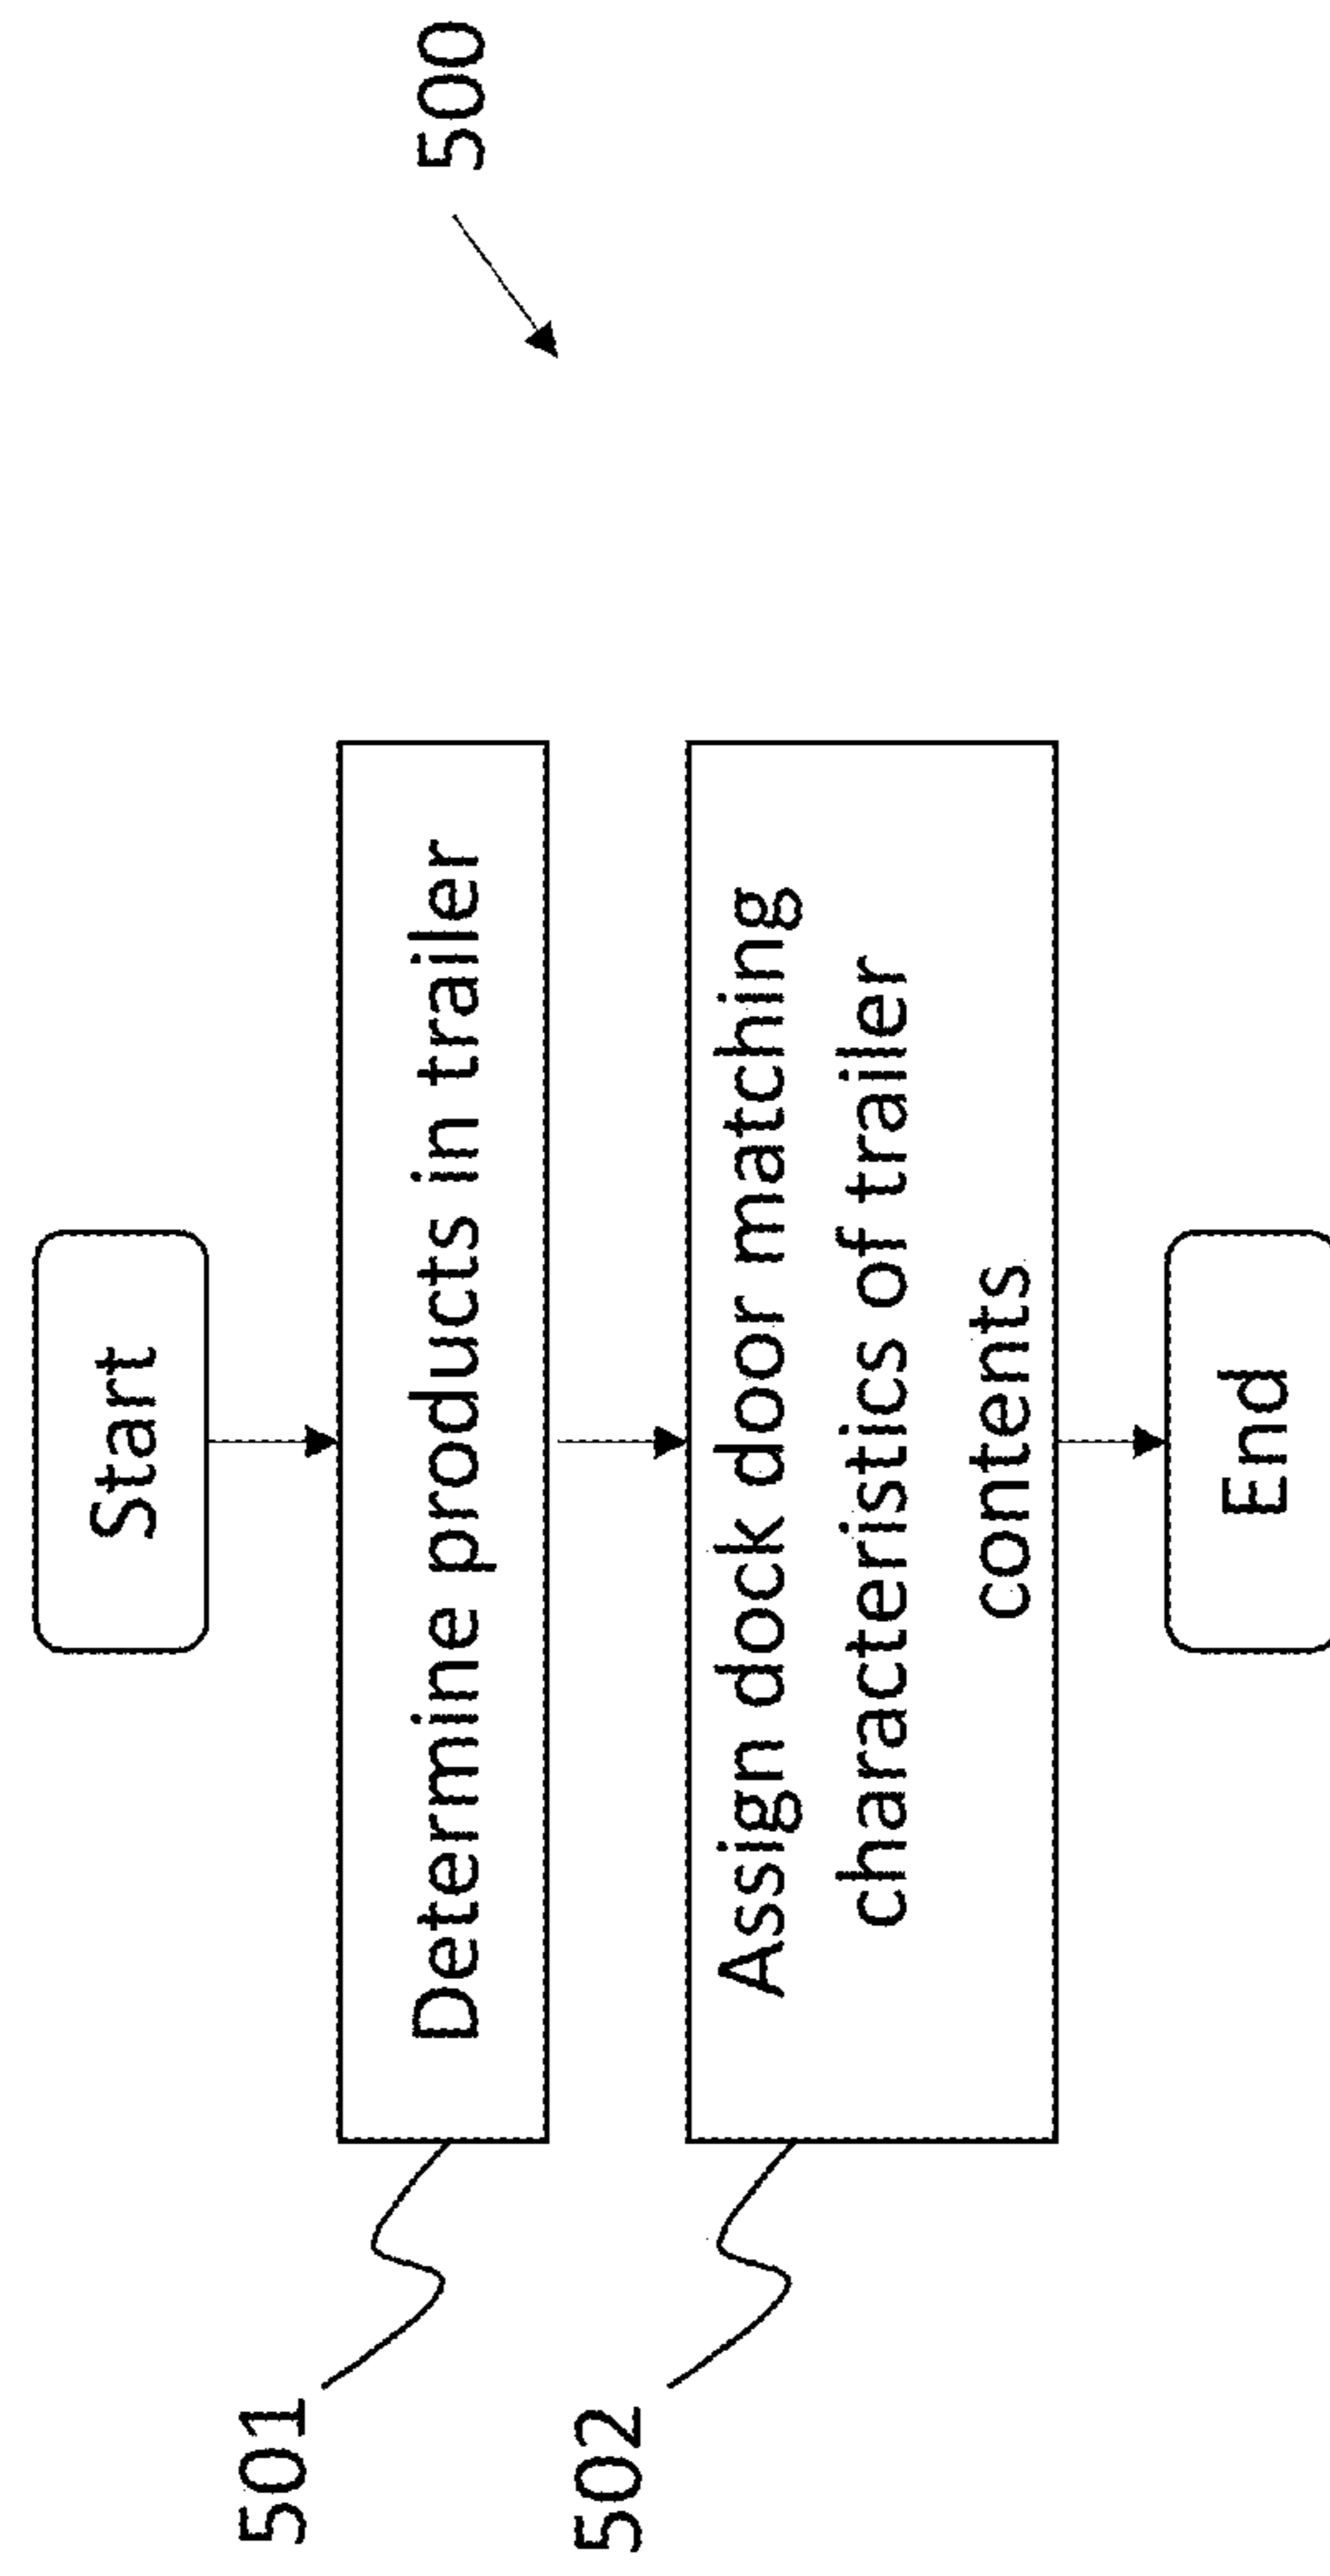 Start
500
501
Determine products in trailer
502
Assign dock door matching
characteristics of trailer
contents
End